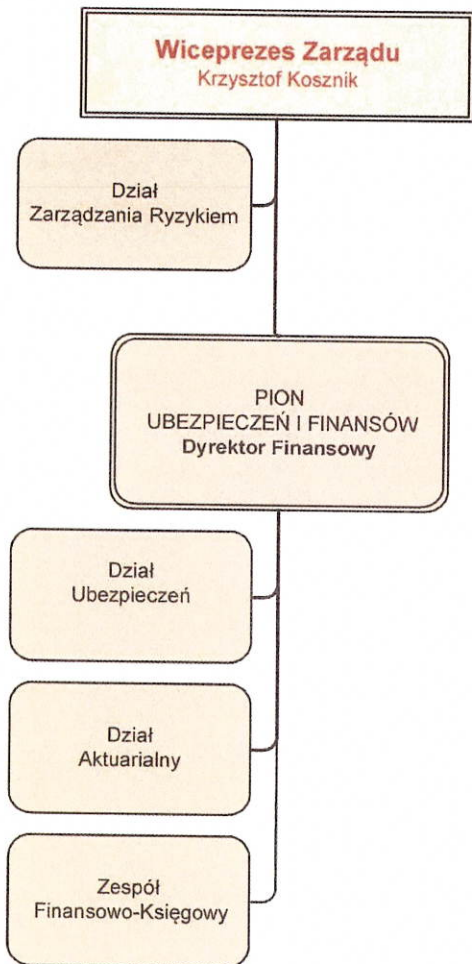 Wiceprezes Zarządu
Krzysztof Kosznik
Dział
Zarządzania Ryzykiem
PION
UBEZPIECZEŃ I FINANSÓW
Dyrektor Finansowy
Dział
Ubezpieczeń
Dział
Aktuarialny
Zespół
Finansowo-Księgowy